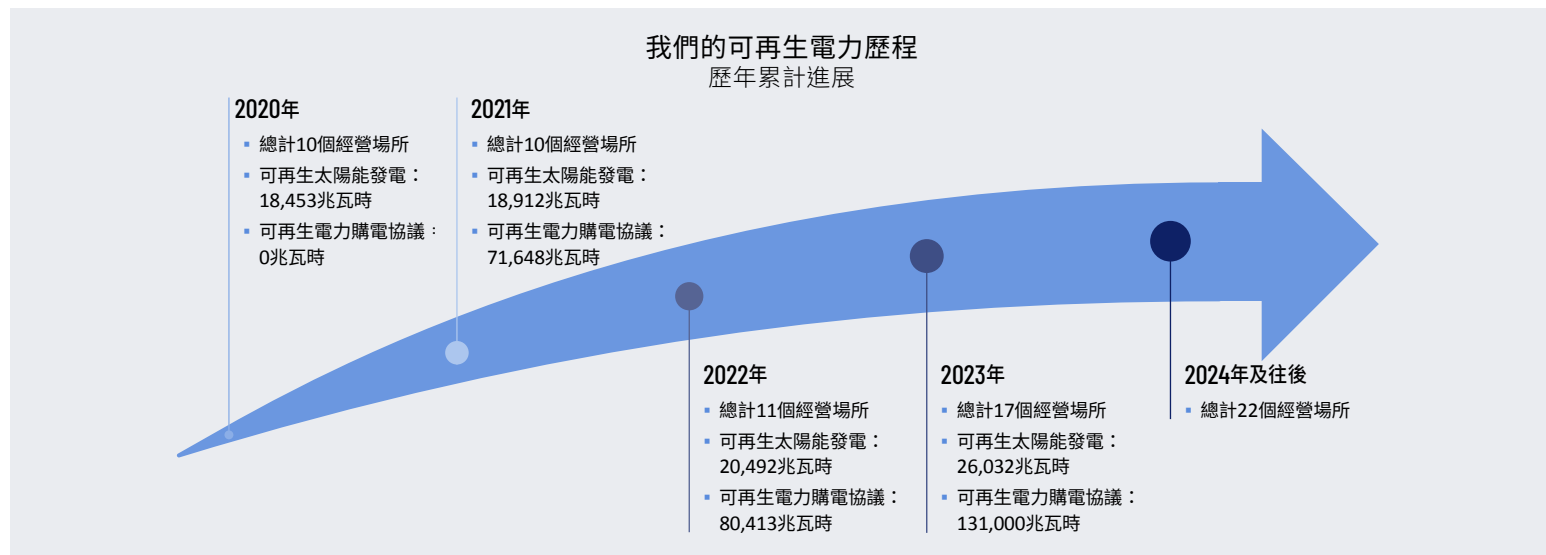 我們的可再生電力歷程
歷年累計進展
2020年
▪ 總計10個經營場所
▪ 可再生太陽能發電：
18,453兆瓦時
▪ 可再生電力購電協議：
0兆瓦時
2021年
▪ 總計10個經營場所
▪ 可再生太陽能發電：
18,912兆瓦時
▪ 可再生電力購電協議：
71,648兆瓦時
2022年
▪ 總計11個經營場所
▪ 可再生太陽能發電：
20,492兆瓦時
▪ 可再生電力購電協議：
80,413兆瓦時
2023年
▪ 總計17個經營場所
▪ 可再生太陽能發電：
26,032兆瓦時
▪ 可再生電力購電協議：
131,000兆瓦時
2024年及往後
▪ 總計22個經營場所